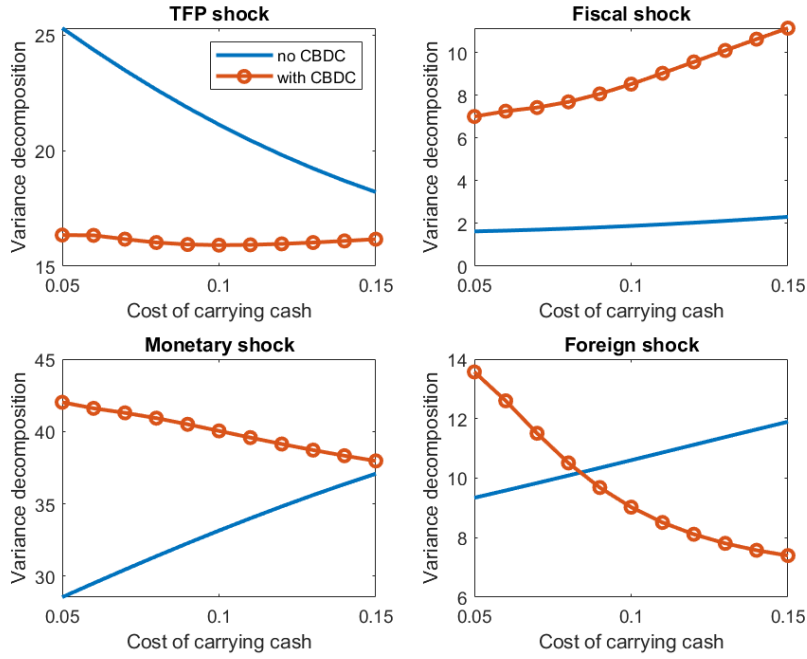 TFP shock
Variance decomposition
25
20
15
0.05
0.1
0.15
Cost of carrying cash
no CBDC
with CBDC
Fiscal shock
Variance decomposition
10
8
6
4
2
0
0.05
0.1
0.15
Cost of carrying cash
Monetary shock
Variance decomposition
45
40
35
30
0.05
0.1
0.15
Cost of carrying cash
Foreign shock
Variance decomposition
14
12
10
8
6
0.05
0.1
0.15
Cost of carrying cash